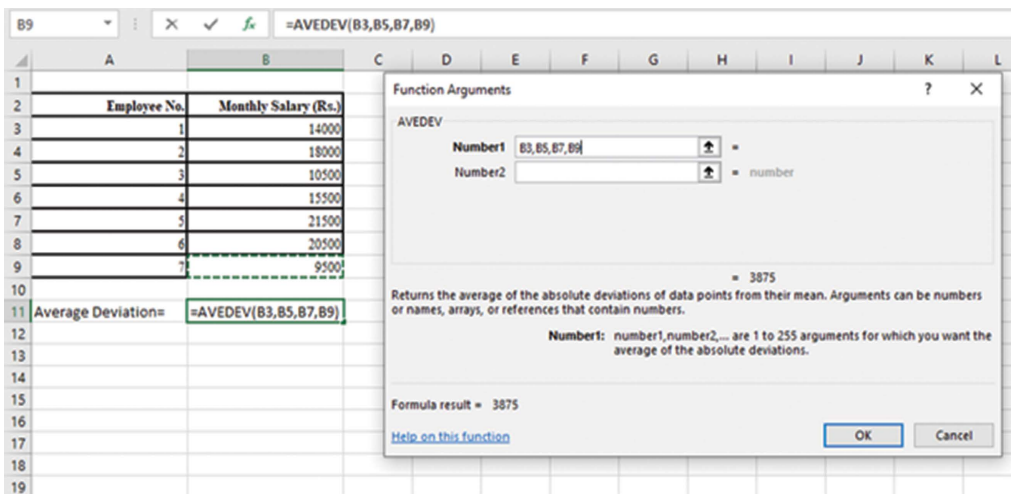 B9 =AVEDEV(B3,B5,B7,B9)
A B C D E F G H I J K L
1
2 Employee No. Monthly Salary (Rs.)
3 1 14000
4 2 18000
5 3 10500
6 4 15500
7 5 21500
8 6 20500
9 7 9500
10
11 Average Deviation= =AVEDEV(B3,B5,B7,B9)
12
13
14
15
16
17
18
19
Function Arguments ? ×
AVEDEV
Number1 B3,B5,B7,B9 =
Number2 = number
= 3875
Returns the average of the absolute deviations of data points from their mean. Arguments can be numbers
or names, arrays, or references that contain numbers.
Number1: number1,number2,... are 1 to 255 arguments for which you want the
average of the absolute deviations.
Formula result = 3875
Help on this function OK Cancel